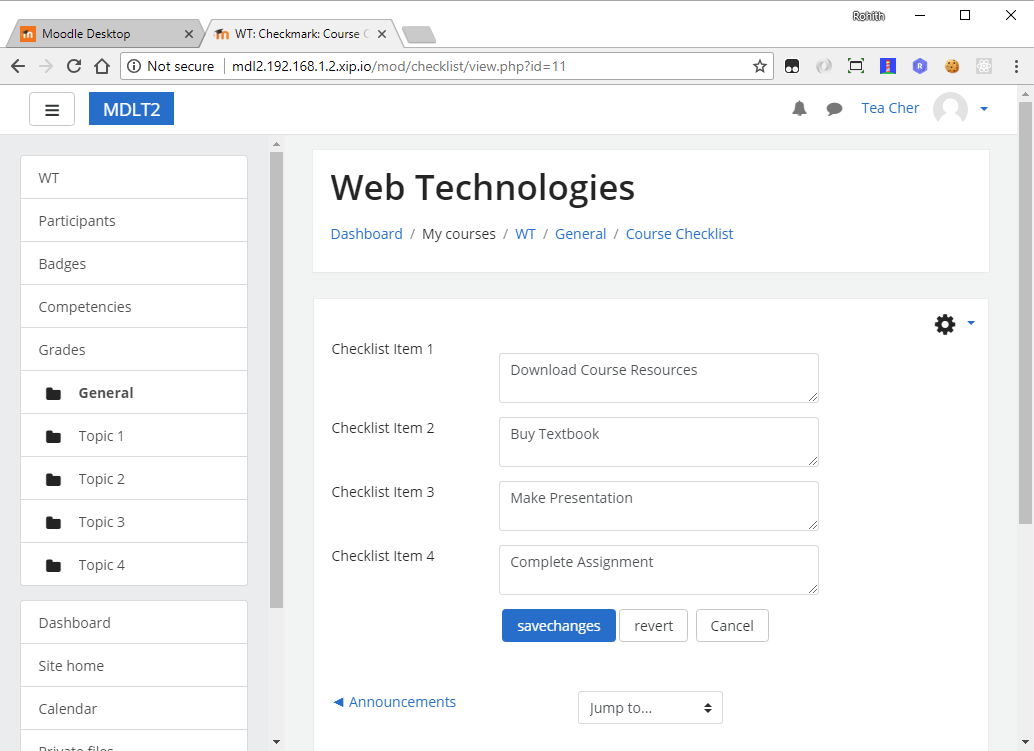 Rohith
Moodle Desktop
WT: Checkmark: Course
Not secure
mdl2.192.168.1.2.xip.io/mod/checklist/view.php?id=11
MDLT2
Tea Cher
WT
Participants
Badges
Competencies
Grades
General
Topic 1
Topic 2
Topic 3
Topic 4
Dashboard
Site home
Calendar
Private files
Web Technologies
Dashboard / My courses / WT / General / Course Checklist
Checklist Item 1
Download Course Resources
Checklist Item 2
Buy Textbook
Checklist Item 3
Make Presentation
Checklist Item 4
Complete Assignment
savechanges revert Cancel
◄ Announcements
Jump to...